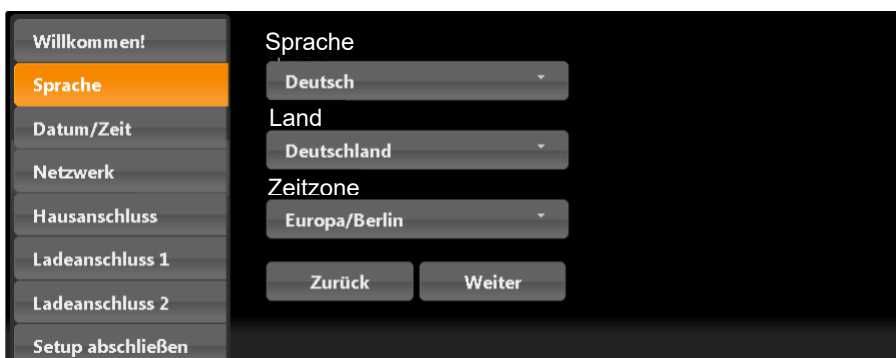 Willkommen!
Sprache
Datum/Zeit
Netzwerk
Hausanschluss
Ladeanschluss 1
Ladeanschluss 2
Setup abschließen
Sprache
Deutsch
Land
Deutschland
Zeitzone
Europa/Berlin
Zurück Weiter